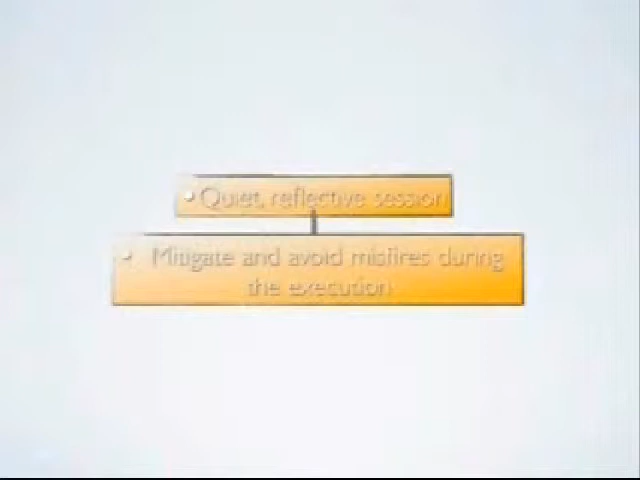 • Quiet, reflective session
• Mitigate and avoid misfires during
the execution